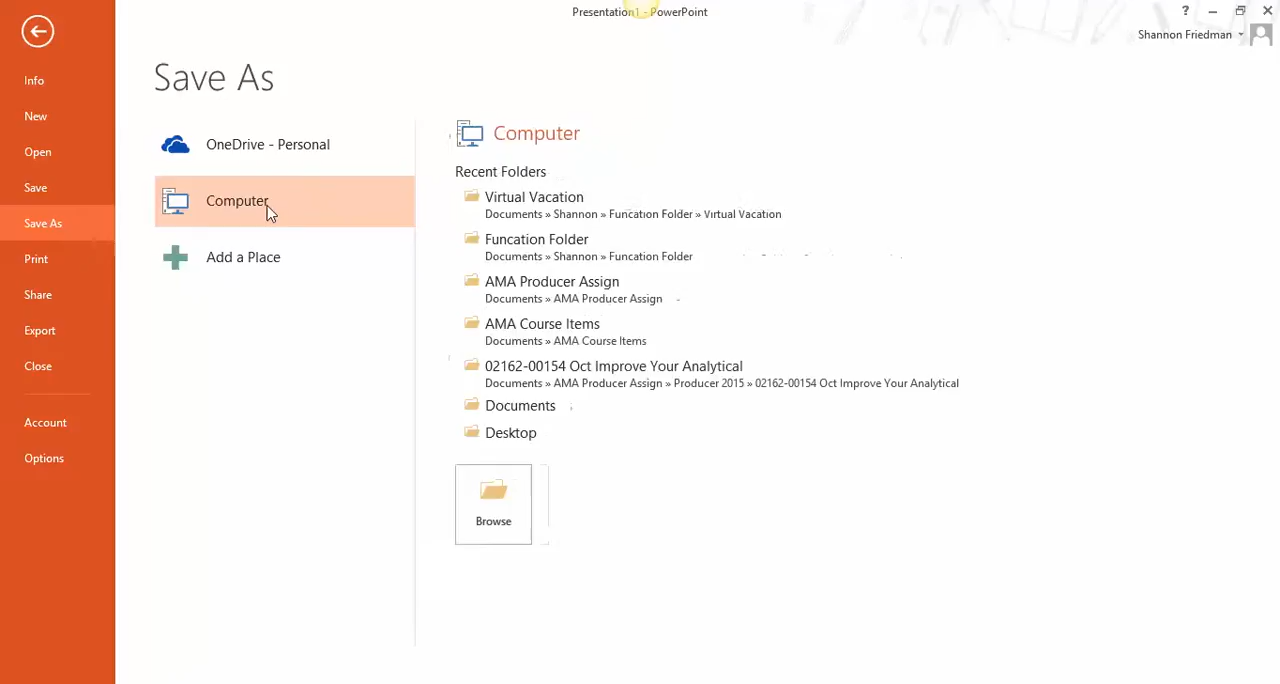 Presentation1 - PowerPoint
?
Shannon Friedman
Info
New
Open
Save
Save As
Print
Share
Export
Close
Account
Options
Save As
OneDrive - Personal
Computer
Add a Place
Computer
Recent Folders
Virtual Vacation
Documents » Shannon » Funcation Folder » Virtual Vacation
Funcation Folder
Documents » Shannon » Funcation Folder
AMA Producer Assign
Documents » AMA Producer Assign
AMA Course Items
Documents » AMA Course Items
02162-00154 Oct Improve Your Analytical
Documents » AMA Producer Assign » Producer 2015 » 02162-00154 Oct Improve Your Analytical
Documents
Desktop
Browse